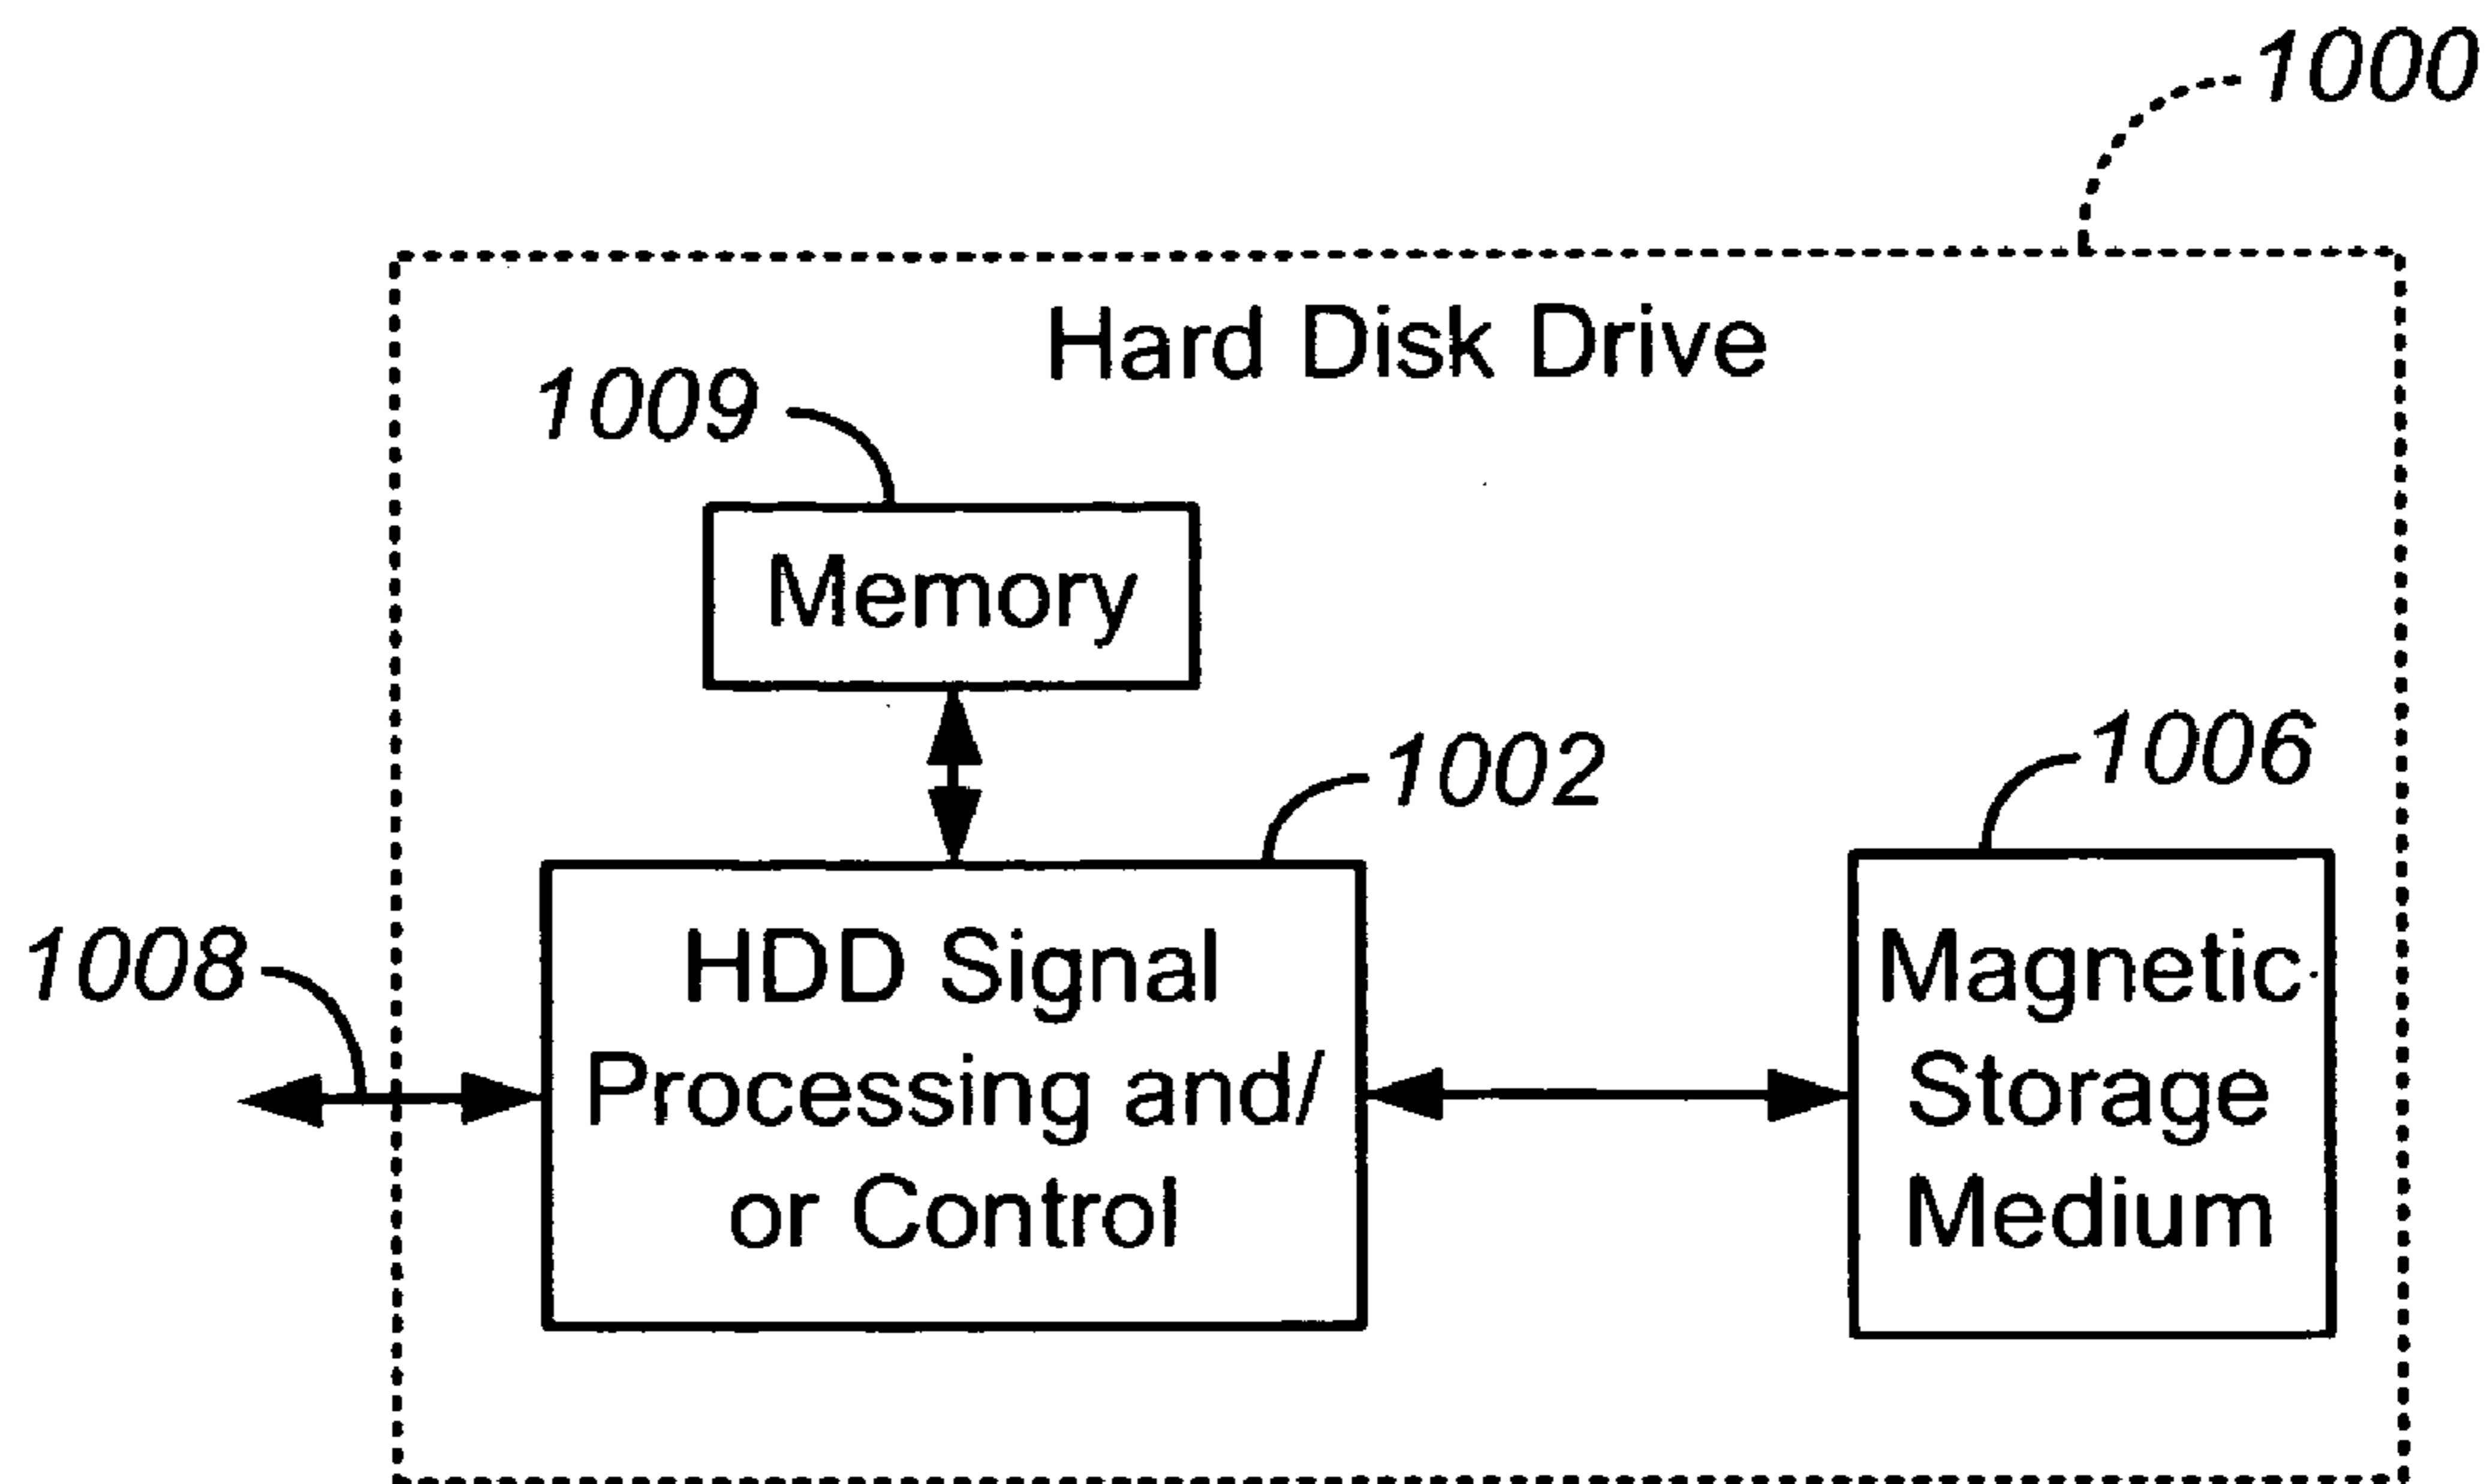 1000
Hard Disk Drive
1009
Memory
1002
1006
1008
HDD Signal
Processing and/
or Control
Magnetic
Storage
Medium